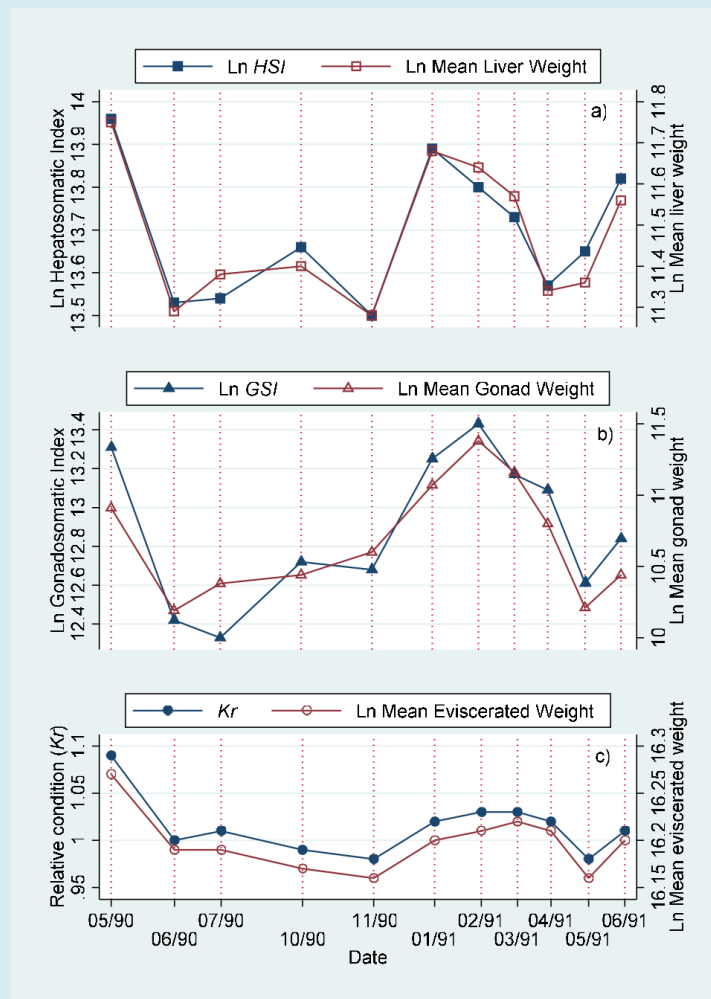 Ln HSI Ln Mean Liver Weight
a)
Ln Hepatosomatic Index
13.5 13.6 13.7 13.8 13.9 14
11.3 11.4 11.5 11.6 11.7 11.8
Ln Mean liver weight
Ln GSI Ln Mean Gonad Weight
b)
Ln Gonadosomatic Index
12.4 12.6 12.8 13 13.2 13.4
10 10.5 11 11.5
Ln Mean gonad weight
Kr Ln Mean Eviscerated Weight
c)
Relative condition (Kr)
.95 1 1.05 1.1
16.15 16.2 16.25 16.3
Ln Mean eviscerated weight
05/90 07/90 10/90 11/90 02/91 04/91 06/91
06/90 01/91 03/91 05/91
Date